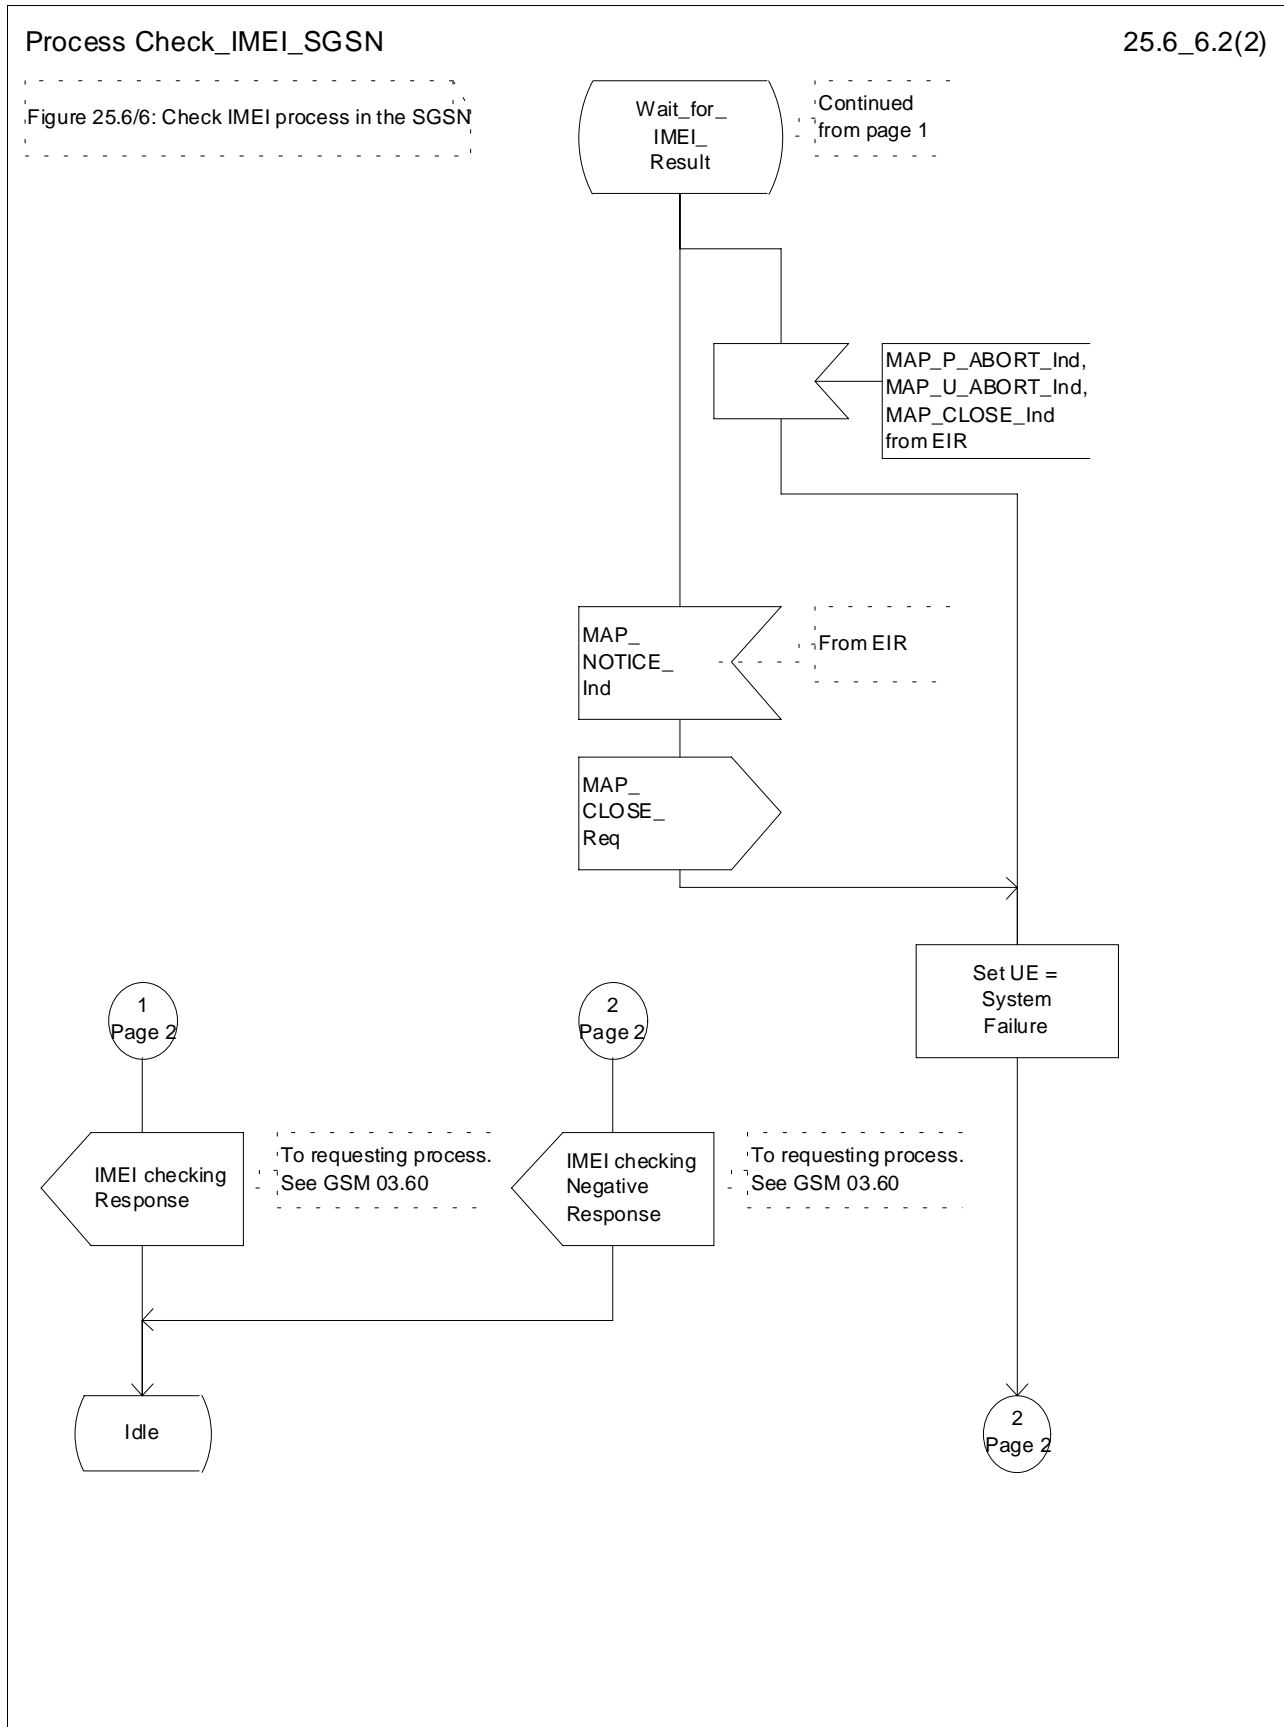 Process Check_IMEI_SGSN
25.6_6.2(2)
Figure 25.6/6: Check IMEI process in the SGSN
Wait_for_
IMEI_
Result
Continued
from page 1
MAP_P_ABORT_Ind,
MAP_U_ABORT_Ind,
MAP_CLOSE_Ind
from EIR
MAP_
NOTICE_
Ind
From EIR
MAP_
CLOSE_
Req
Set UE =
System
Failure
1
Page 2
2
Page 2
IMEI checking
Response
To requesting process.
See GSM 03.60
IMEI checking
Negative
Response
To requesting process.
See GSM 03.60
Idle
2
Page 2